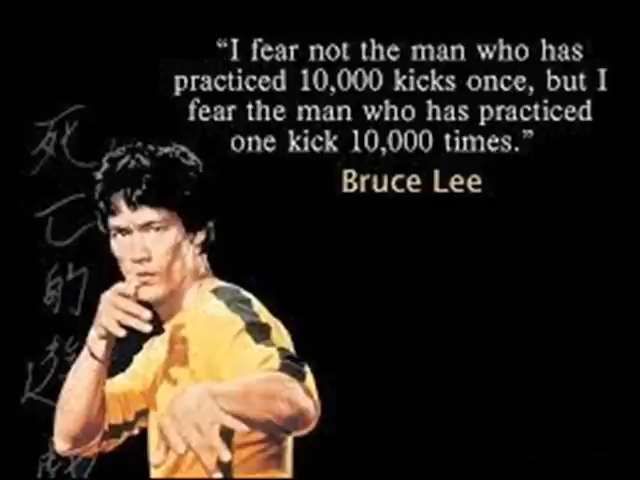 “I fear not the man who has
practiced 10,000 kicks once, but I
fear the man who has practiced
one kick 10,000 times.”
Bruce Lee
死亡的遊